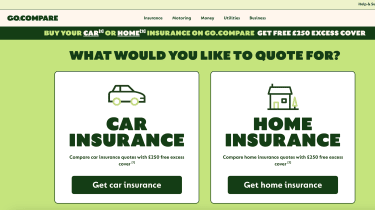 Help & Su
GO.COMPARE
Insurance Motoring Money Utilities Business
BUY YOUR CAR[1] OR HOME[1] INSURANCE ON GO.COMPARE GET FREE £250 EXCESS COVER
WHAT WOULD YOU LIKE TO QUOTE FOR?
CAR
INSURANCE
Compare car insurance quotes with £250 free excess
cover
Get car insurance
HOME
INSURANCE
Compare home insurance quotes with £250 free excess
cover
Get home insurance